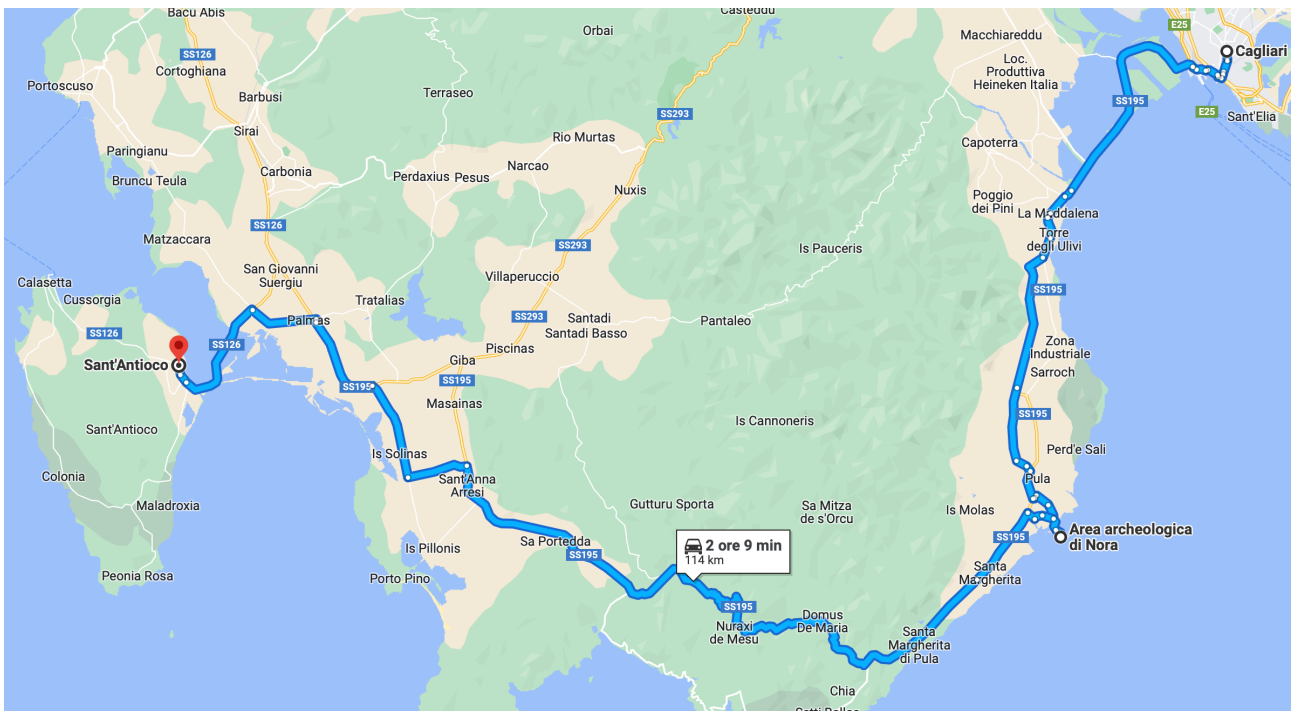 Bacu Abis
Casteddu
E25
Orbai
Macchiareddu
Cagliari
SS126
Cortoghiana
Loc.
Produttiva
Heineken Italia
Portoscuso
Barbusi
Terraseo
SS195
SS293
E25
Sant'Elia
Sirai
Rio Murtas
Capoterra
Paringianu
Carbonia
Narcao
Bruncu Teula
Perdaxius
Pesus
Nuxis
Poggio
dei Pini
La Maddalena
SS126
Torre
degli Ulivi
Matzaccara
SS293
Is Pauceris
San Giovanni
Suergiu
Villaperuccio
Calasetta
Cussorgia
Tratalias
SS195
Palmas
SS293
Santadi
Santadi Basso
Pantaleo
SS126
SS126
Piscinas
Zona
Industriale
Sant'Antioco
Giba
Sarroch
SS195
SS195
Masainas
SS195
Sant'Antioco
Is Cannoneris
Is Solinas
Perd'e Sali
Colonia
Sant'Anna
Arresi
Pula
Maladroxia
Gutturu Sporta
Sa Mitza
de s'Orcu
Is Molas
Area archeologica
di Nora
SS195
Is Pillonis
Sa Portedda
SS195
2 ore 9 min
114 km
Peonia Rosa
Porto Pino
Santa
Margherita
SS195
Nuraxi
de Mesu
Domus
De Maria
Santa
Margherita
di Pula
Chia